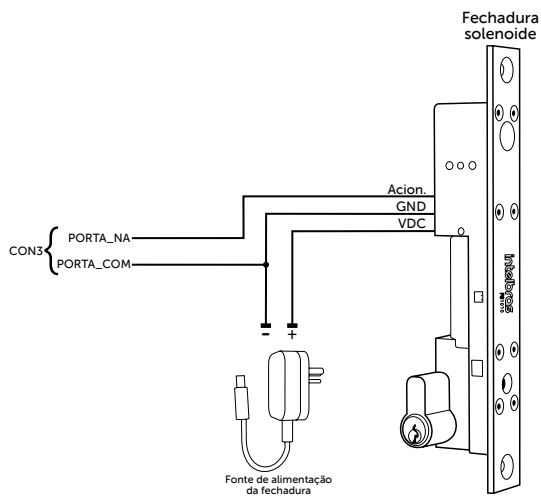 Fechadura
solenoide
Acion.
GND
VDC
CON3
PORTA_NA
PORTA_COM
- +
intelbras
Fonte de alimentação
da fechadura